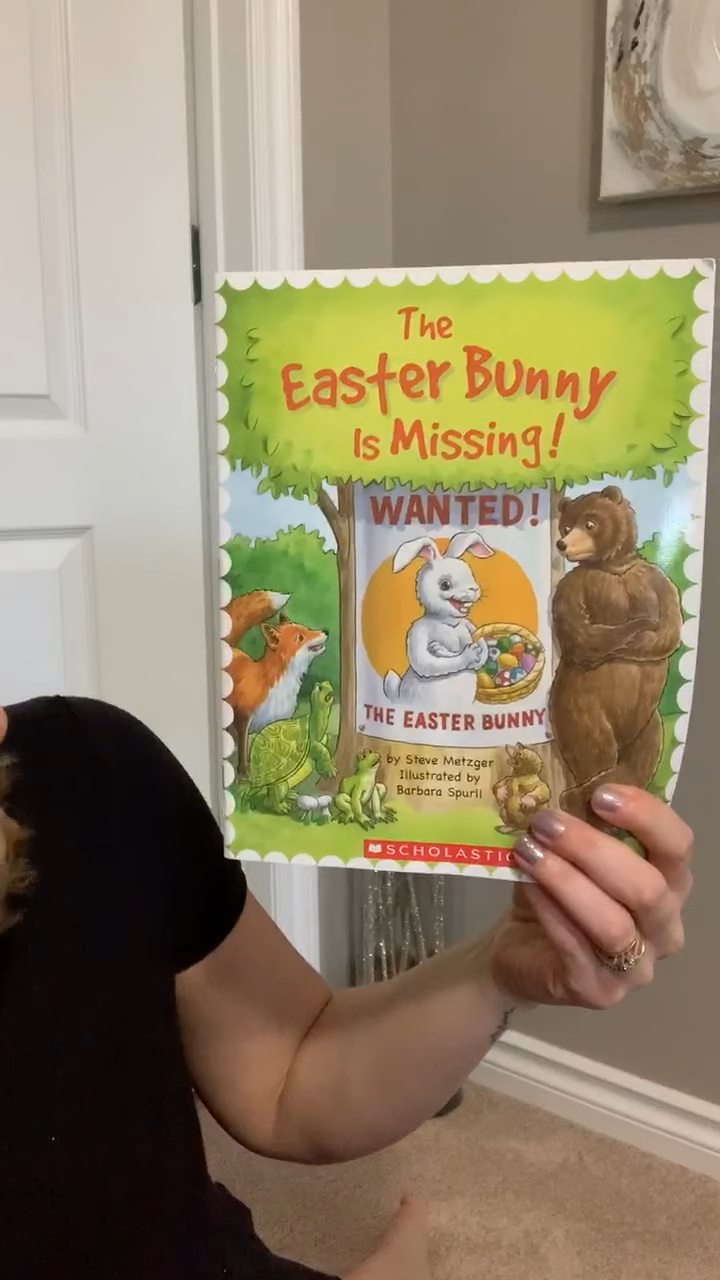 The
Easter Bunny
Is Missing!
WANTED!
THE EASTER BUNNY
by Steve Metzger
Illustrated by
Barbara Spurll
SCHOLASTIC